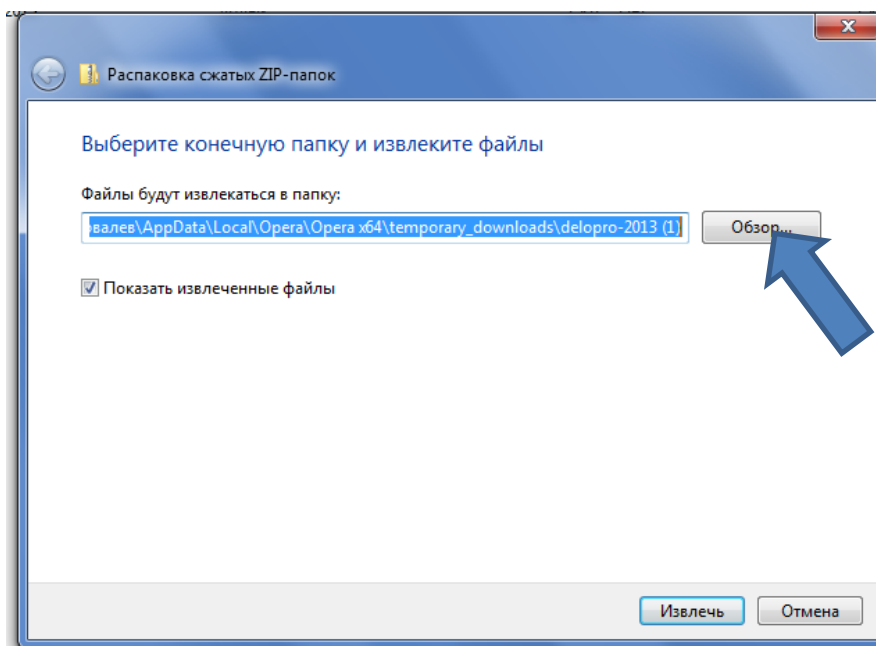 Распаковка сжатых ZIP-папок
Выберите конечную папку и извлеките файлы
Файлы будут извлекаться в папку:
овалев\AppData\Local\Opera\Opera x64\temporary_downloads\delopro-2013 (1)
Обзор...
Показать извлеченные файлы
Извлечь
Отмена